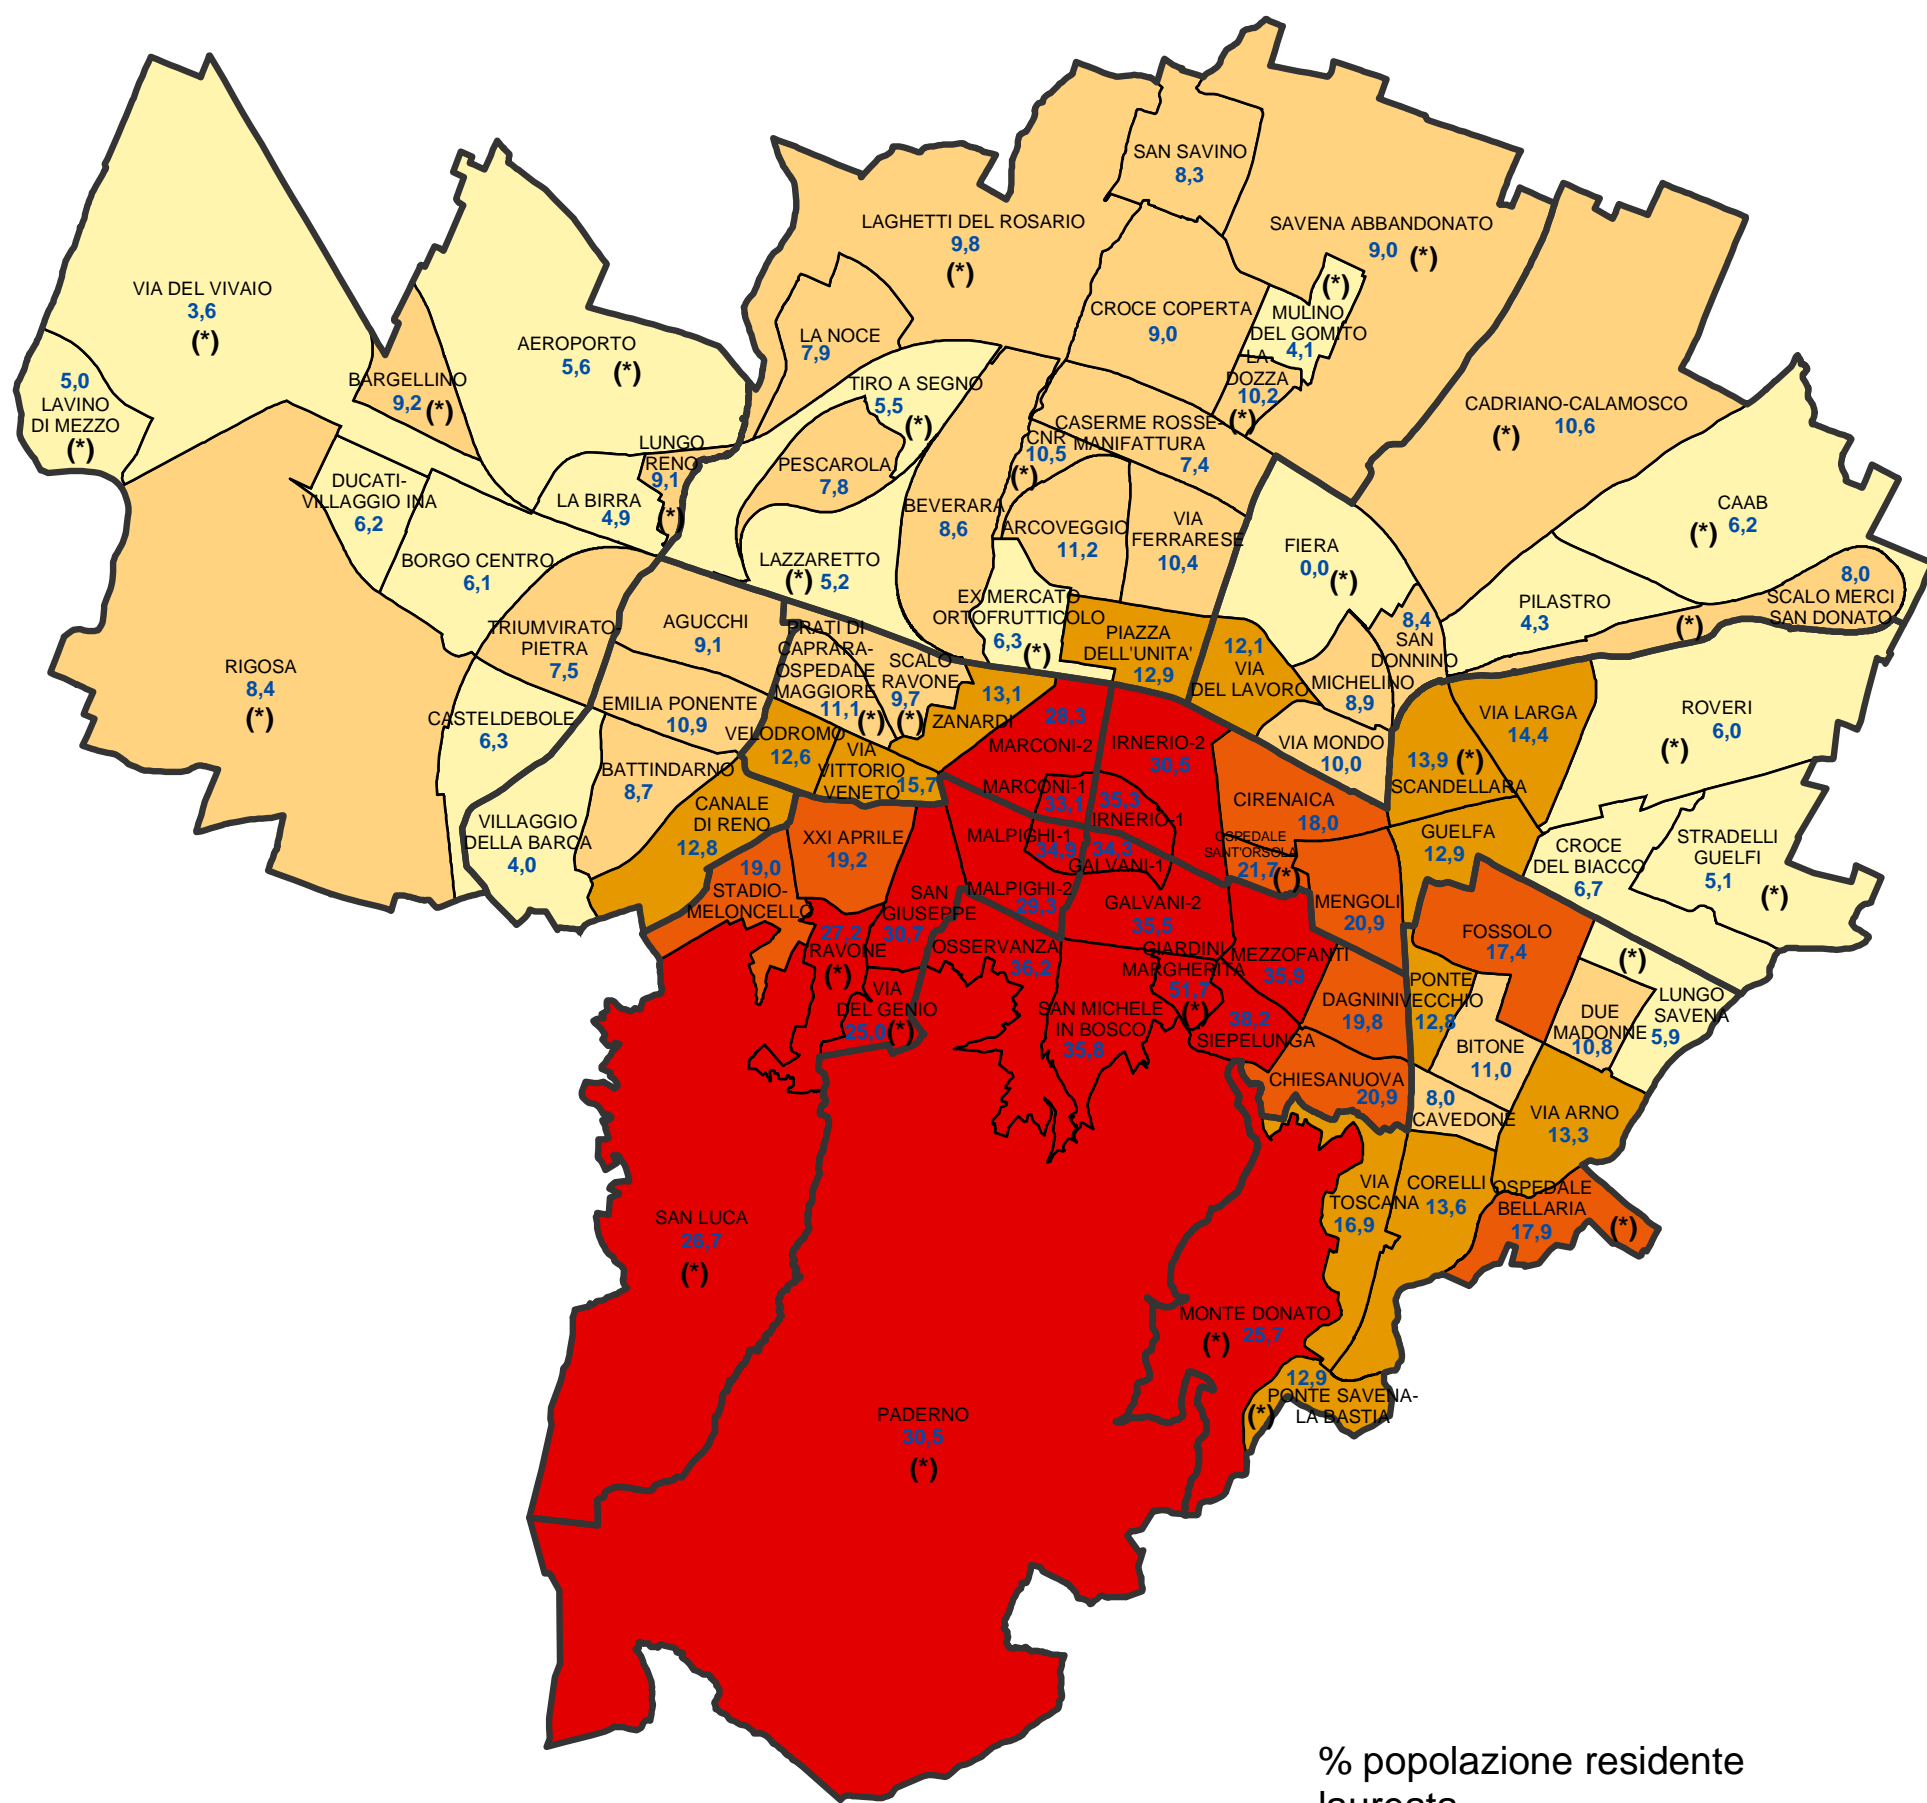 SAN SAVINO
8,3
LAGHETTI DEL ROSARIO
9,8
(*)
SAVENA ABBANDONATO
9,0 (*)
VIA DEL VIVAIO
3,6
(*)
AEROPORTO
5,6 (*)
LA NOCE
7,9
CROCE COPERTA
9,0
(*)
MULINO
DEL GOMITO
4,1
5,0
LAVINO
DI MEZZO
(*)
BARGELLINO
9,2 (*)
TIRO A SEGNO
5,5
(*)
LA
DOZZA
10,2
(*)
CADRIANO-CALAMOSCO
10,6
(*)
CASERME ROSSE-
MANIFATTURA
7,4
CNR
10,5
(*)
LUNGO
RENO
9,1
(*)
PESCAROLA
7,8
DUCATI-
VILLAGGIO INA
6,2
LA BIRRA
4,9
BEVERARA
8,6
ARCOVEGGIO
11,2
VIA
FERRARESE
10,4
FIERA
0,0
(*)
CAAB
6,2
(*)
BORGO CENTRO
6,1
LAZZARETTO
(*) 5,2
8,0
SCALO MERCI
SAN DONATO
(*)
EX MERCATO
ORTOFRUTTICOLO
6,3
(*)
PILASTRO
4,3
TRIUMVIRATO-
PIETRA
7,5
AGUCCHI
9,1
PRATI DI
CAPRARA-
OSPEDALE
MAGGIORE
11,1
(*)
SCALO
RAVONE
9,7
(*)
PIAZZA
DELL'UNITA'
12,9
12,1
VIA
DEL LAVORO
8,4
SAN
DONNINO
RIGOSA
8,4
(*)
MICHELINO
8,9
13,1
ZANARDI
EMILIA PONENTE
10,9
CASTELDEBOLE
6,3
VELODROMO
12,6
VIA
VITTORIO
VENETO
15,7
28,3
MARCONI-2
IRNERIO-2
30,5
VIA MONDO
10,0
VIA LARGA
14,4
ROVERI
6,0
(*)
13,9 (*)
SCANDELLARA
BATTINDARNO
8,7
MARCONI-1
33,1
35,3
IRNERIO-1
CIRENAICA
18,0
CANALE
DI RENO
12,8
VILLAGGIO
DELLA BARCA
4,0
XXI APRILE
19,2
MALPIGHI-1
34,9
34,3
GALVANI-1
OSPEDALE
SANT'ORSOLA
21,7
(*)
GUELFA
12,9
CROCE
DEL BIACCO
6,7
STRADELLI
GUELFI
5,1
(*)
19,0
STADIO-
MELONCELLO
SAN
GIUSEPPE
30,7
MALPIGHI-2
29,3
GALVANI-2
35,5
MENGOLI
20,9
FOSSOLO
17,4
27,2
RAVONE
(*)
OSSERVANZA
36,2
GIARDINI
MARGHERITA
51,7
(*)
MEZZOFANTI
35,9
(*)
PONTE
VECCHIO
12,8
VIA
DEL GENIO
25,0 (*)
SAN MICHELE
IN BOSCO
35,8
38,2
SIEPELUNGA
DAGNINI
19,8
DUE
MADONNE
10,8
LUNGO
SAVENA
5,9
BITONE
11,0
CHIESANUOVA
20,9
8,0
CAVEDONE
VIA ARNO
13,3
VIA
TOSCANA
16,9
CORELLI
13,6
OSPEDALE
BELLARIA
17,9
(*)
SAN LUCA
26,7
(*)
MONTE DONATO
(*) 25,7
12,9
PONTE SAVENA-
LA BASTIA
(*)
PADERNO
30,5
(*)
% popolazione residente
laureata